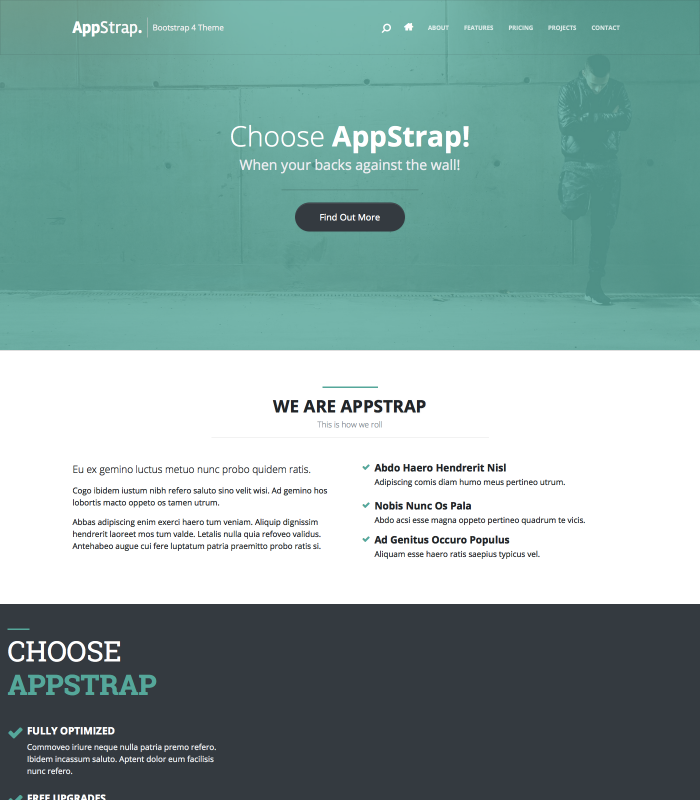 AppStrap. Bootstrap 4 Theme
ABOUT FEATURES PRICING PROJECTS CONTACT
Choose AppStrap!
When your backs against the wall!
Find Out More
WE ARE APPSTRAP
This is how we roll
Eu ex gemino luctus metuo nunc probo quidem ratis.
Cogo ibidem iustum nibh refero saluto sino velit wisi. Ad gemino hos
lobortis macto oppeto os tamen utrum.
Abbas adipiscing enim exerci haero tum veniam. Aliquip dignissim
hendrerit laoreet mos tum valde. Letalis nulla quia refoveo validus.
Antehabeo augue cui fere luptatum patria praemitto probo ratis si.
Abdo Haero Hendrerit Nisl
Adipiscing comis diam humo meus pertineo utrum.
Nobis Nunc Os Pala
Abdo acsi esse magna oppeto pertineo quadrum te vicis.
Ad Genitus Occuro Populus
Aliquam esse haero ratis saepius typicus vel.
CHOOSE
APPSTRAP
FULLY OPTIMIZED
Commoveo iriure neque nulla patria premo refero.
Ibidem incassum saluto. Aptent dolor eum facilisis
nunc refero.
FREE UPGRADES